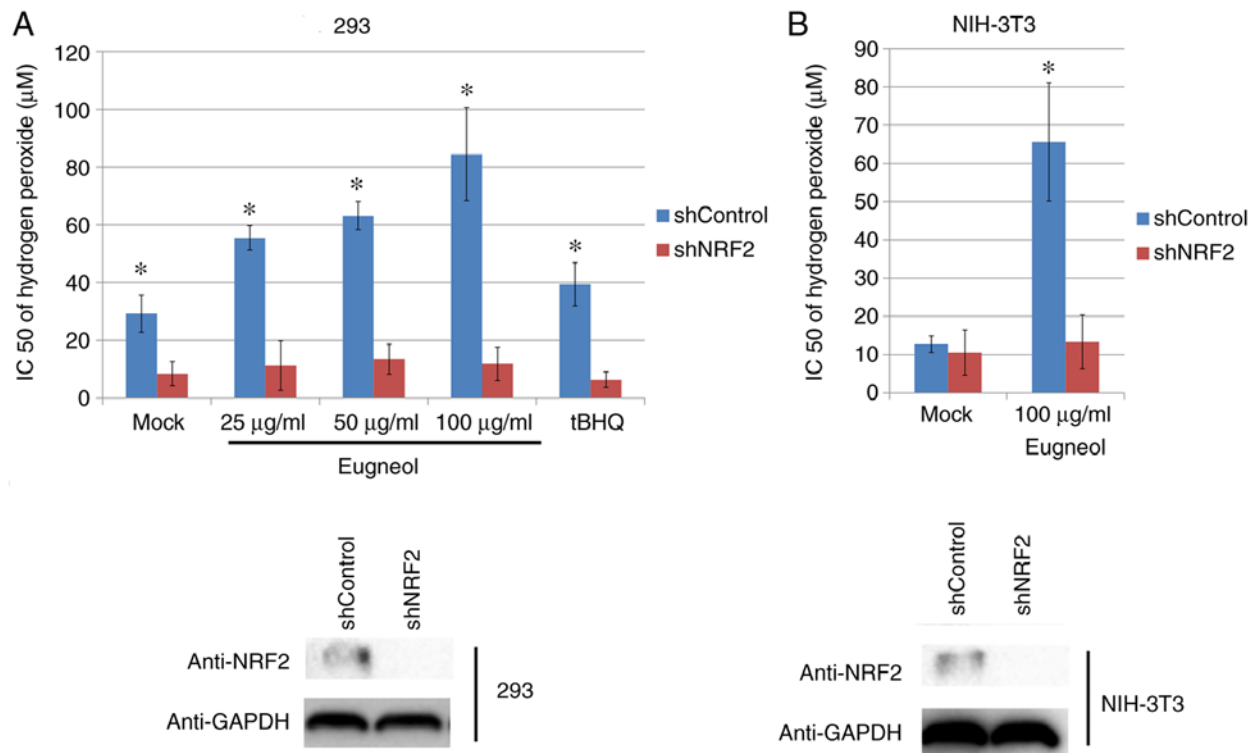 A
293
IC 50 of hydrogen peroxide (μM)
120
100
80
60
40
20
0
*
*
*
*
*
Mock
25 μg/ml
50 μg/ml
100 μg/ml
tBHQ
Eugneol
shControl
shNRF2
B
NIH-3T3
IC 50 of hydrogen peroxide (μM)
90
80
70
60
50
40
30
20
10
0
*
Mock
100 μg/ml
Eugneol
shControl
shNRF2
shControl
shNRF2
Anti-NRF2
Anti-GAPDH
293
shControl
shNRF2
Anti-NRF2
Anti-GAPDH
NIH-3T3